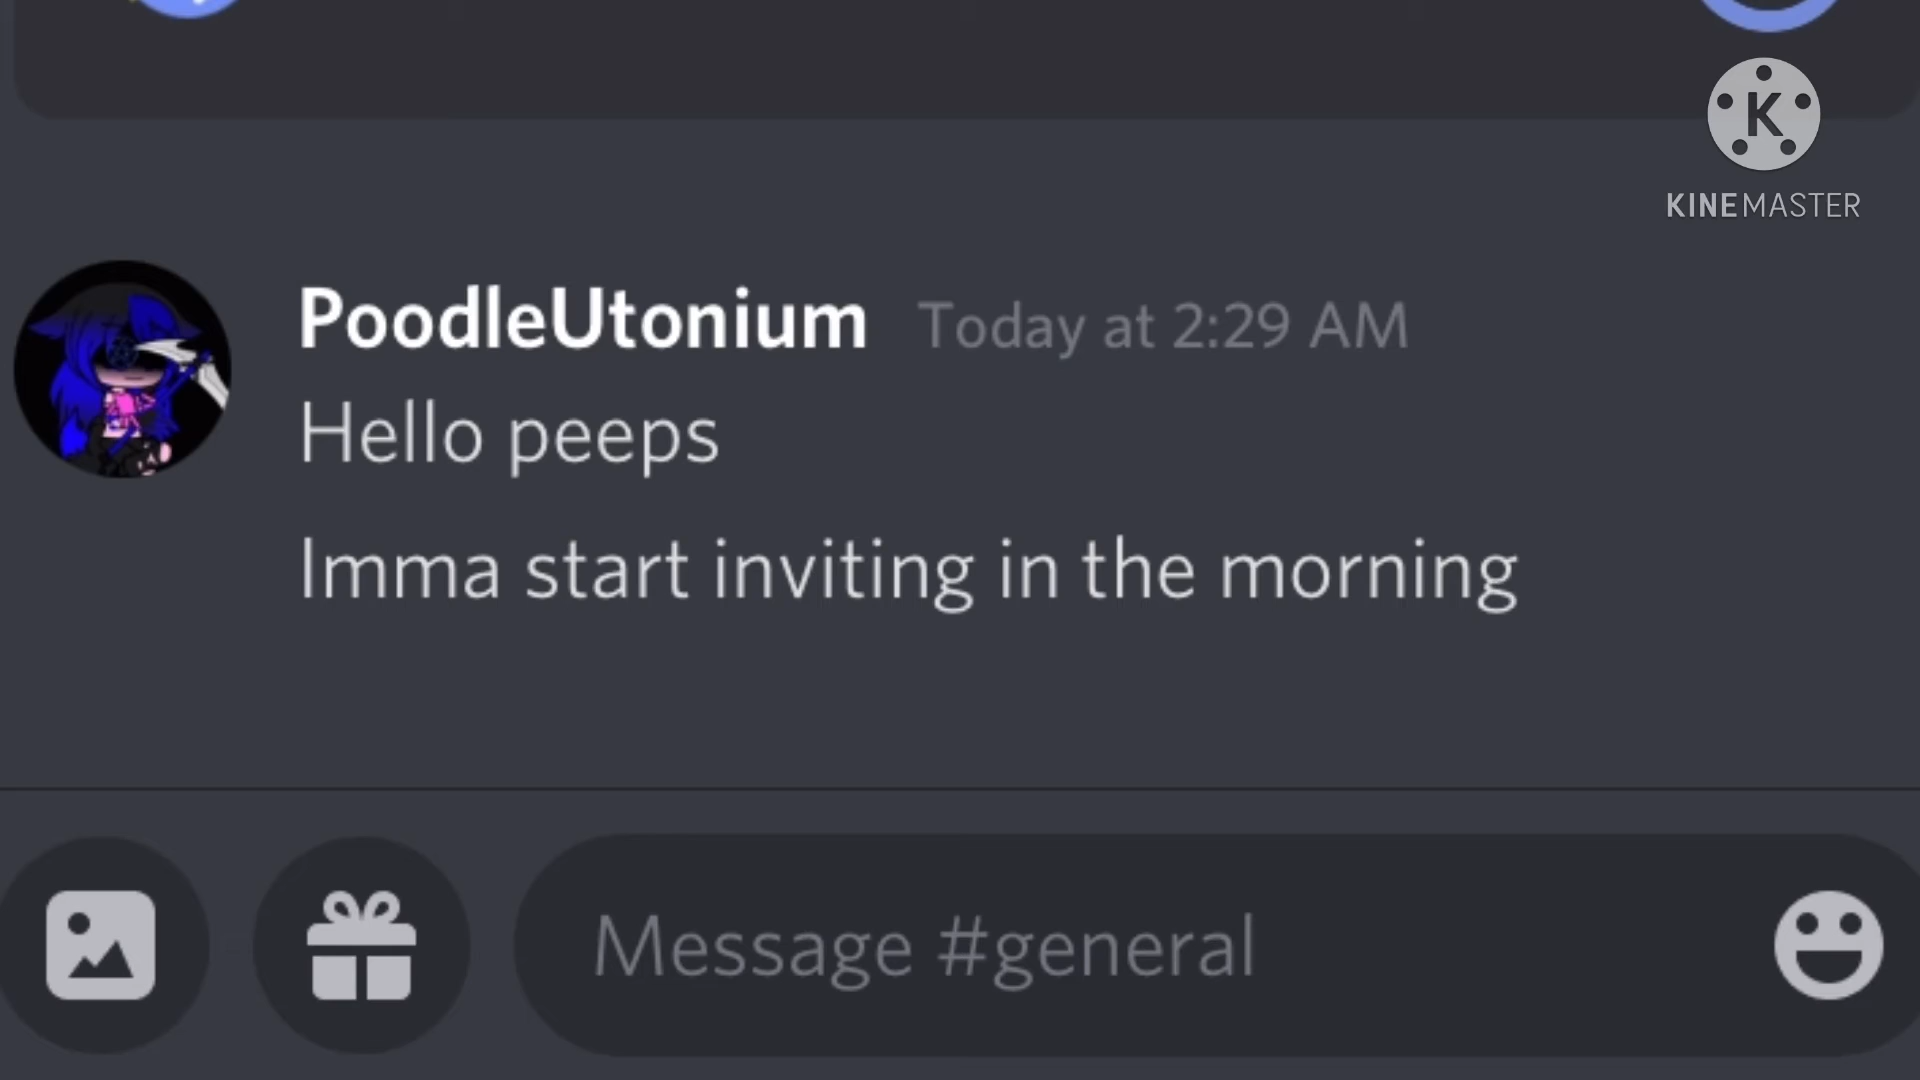 K
KINEMASTER
PoodleUtonium Today at 2:29 AM
Hello peeps
Imma start inviting in the morning
Message #general